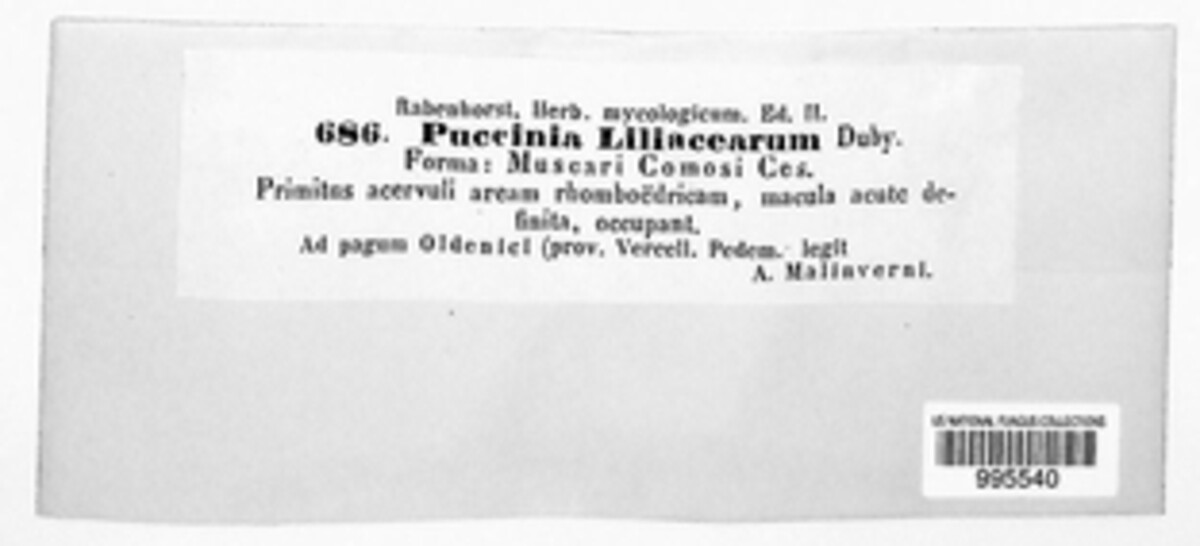 Rabenhorst, Herb. mycologicum. Ed. II.
686. Puccinia Liliacearum Duby.
Forma: Muscari Comosi Ces.
Primitus acervuli aream rhomboëdricam, macula acute de-
finita, occupant.
Ad pagum Oldenici (prov. Vercell. Pedem. legit
A. Malinverni.
US NATIONAL FUNGUS COLLECTIONS
995540